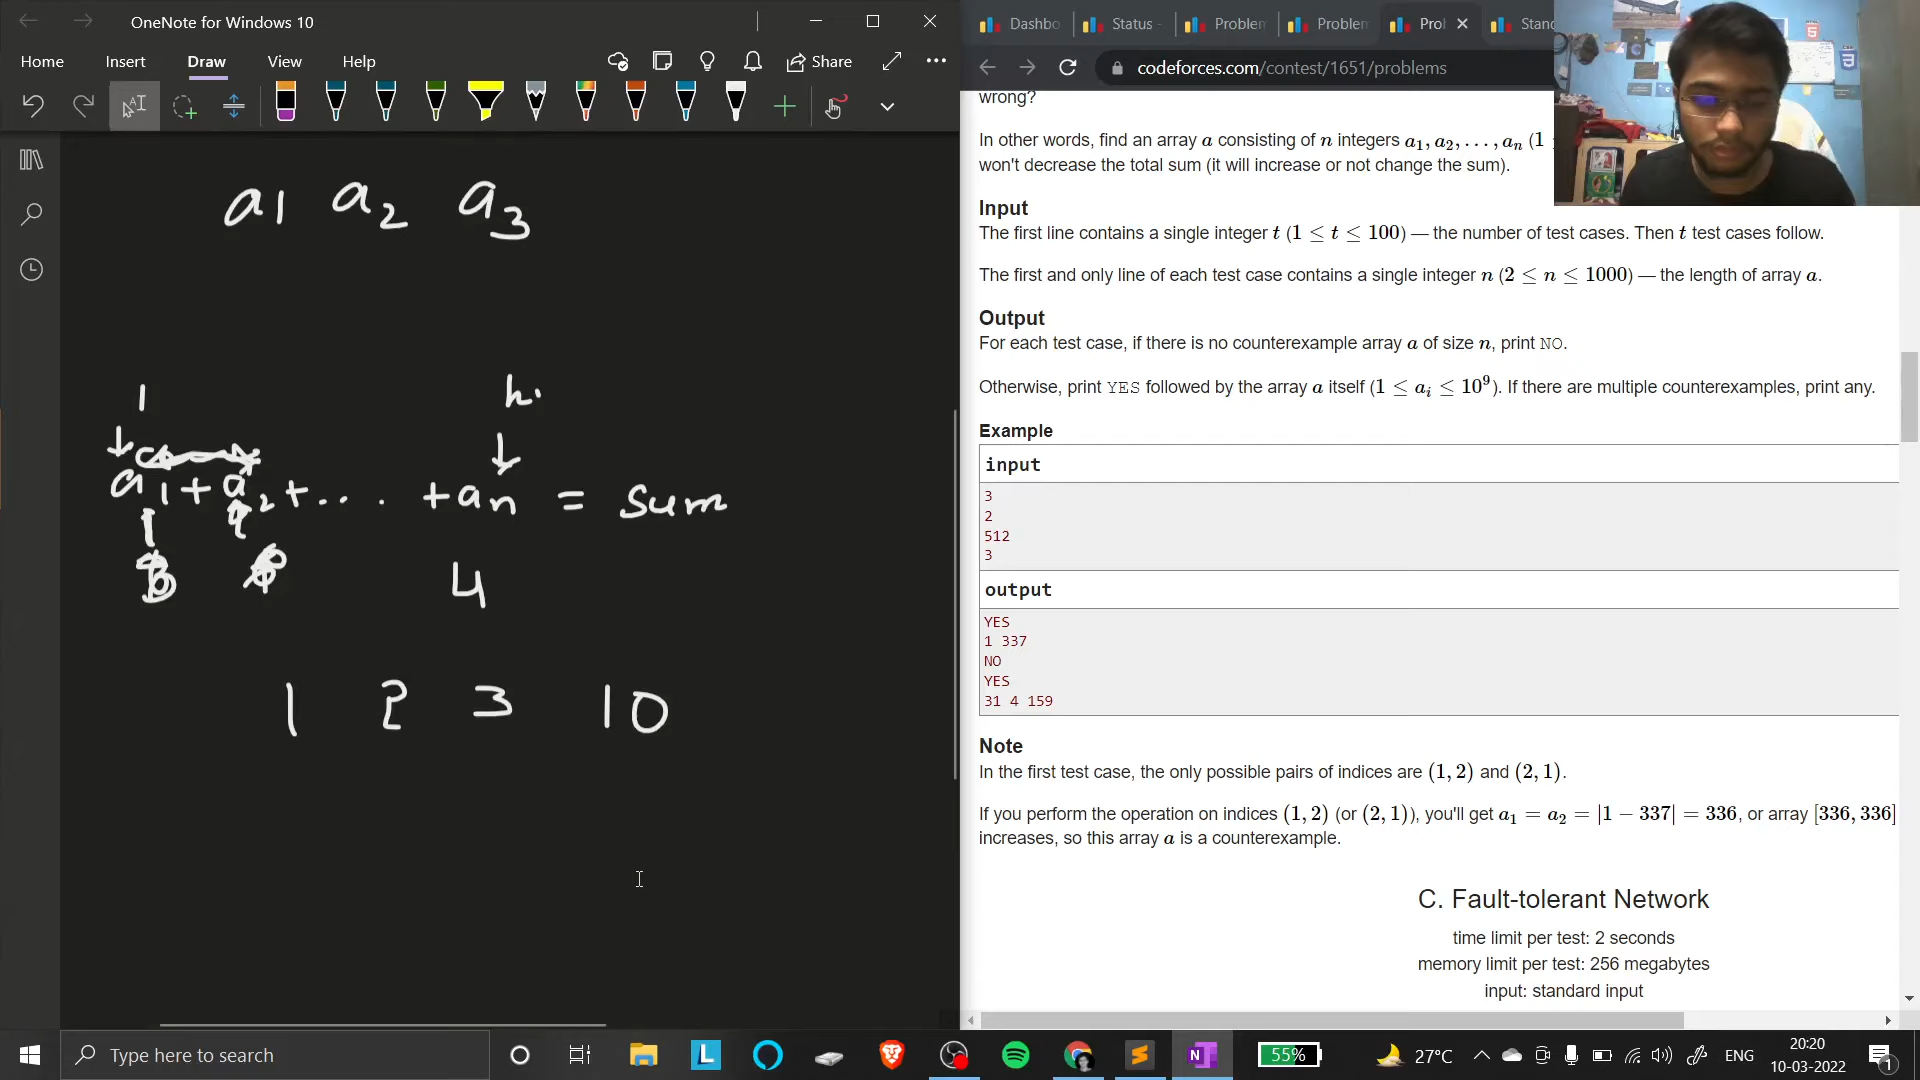 OneNote for Windows 10
Home Insert Draw View Help Share
a1 a2 a3
1 n.
a1 + a2 + ... + an = sum
4
1 2 3 10
Dashbo Status - Problem Problem Prol Stand
codeforces.com/contest/1651/problems
wrong?
In other words, find an array a consisting of n integers a1, a2, . . . , an (1
won't decrease the total sum (it will increase or not change the sum).
Input
The first line contains a single integer t (1 ≤ t ≤ 100) — the number of test cases. Then t test cases follow.
The first and only line of each test case contains a single integer n (2 ≤ n ≤ 1000) — the length of array a.
Output
For each test case, if there is no counterexample array a of size n, print NO.
Otherwise, print YES followed by the array a itself (1 ≤ ai ≤ 10^9). If there are multiple counterexamples, print any.
Example
input
3
2
512
3
output
YES
1 337
NO
YES
31 4 159
Note
In the first test case, the only possible pairs of indices are (1, 2) and (2, 1).
If you perform the operation on indices (1, 2) (or (2, 1)), you'll get a1 = a2 = |1 − 337| = 336, or array [336, 336]
increases, so this array a is a counterexample.
C. Fault-tolerant Network
time limit per test: 2 seconds
memory limit per test: 256 megabytes
input: standard input
Type here to search
55% 27°C ENG
20:20
10-03-2022
1